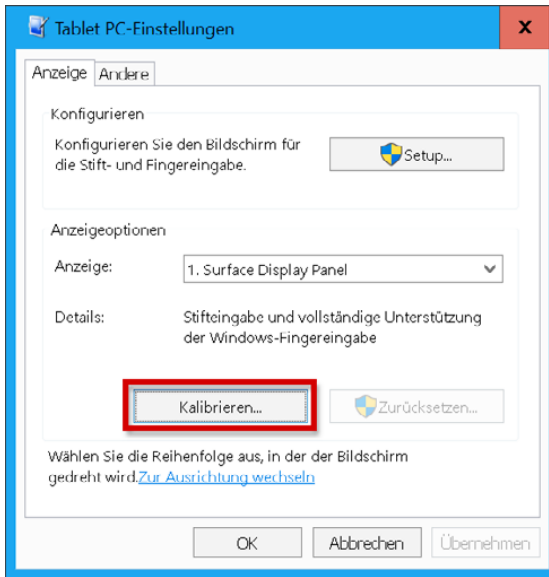 Tablet PC-Einstellungen
x
Anzeige Andere
Konfigurieren
Konfigurieren Sie den Bildschirm für
die Stift- und Fingereingabe.
Setup...
Anzeigeoptionen
Anzeige:
1. Surface Display Panel
Details:
Stifteingabe und vollständige Unterstützung
der Windows-Fingereingabe
Kalibrieren...
Zurücksetzen...
Wählen Sie die Reihenfolge aus, in der der Bildschirm
gedreht wird.Zur Ausrichtung wechseln
OK
Abbrechen
Übernehmen